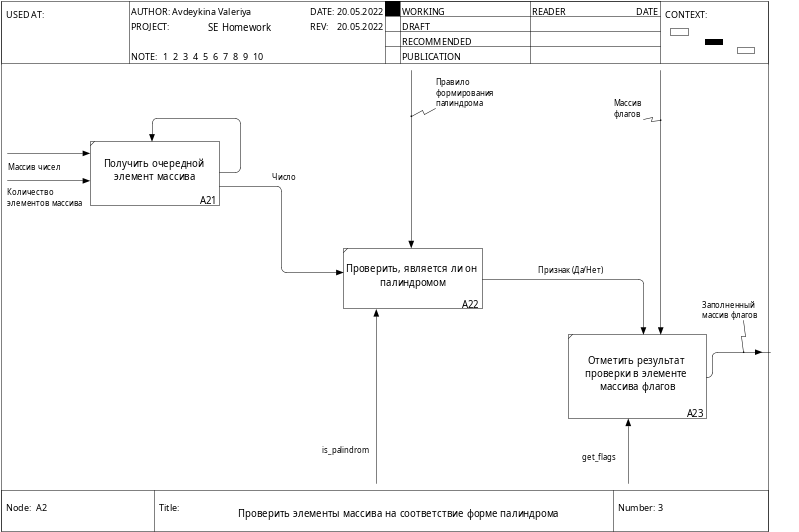 USED AT:
AUTHOR: Avdeykina Valeriya
DATE: 20.05.2022
PROJECT: SE Homework
REV: 20.05.2022
NOTE: 1 2 3 4 5 6 7 8 9 10
WORKING
DRAFT
RECOMMENDED
PUBLICATION
READER
DATE
CONTEXT:
Правило
формирования
палиндрома
Массив
флагов
Массив чисел
Количество
элементов массива
Получить очередной
элемент массива
A21
Число
Проверить, является ли он
палиндромом
A22
Признак (Да/Нет)
Заполненный
массив флагов
Отметить результат
проверки в элементе
массива флагов
A23
is_palindrom
get_flags
Node: A2
Title:
Проверить элементы массива на соответствие форме палиндрома
Number: 3